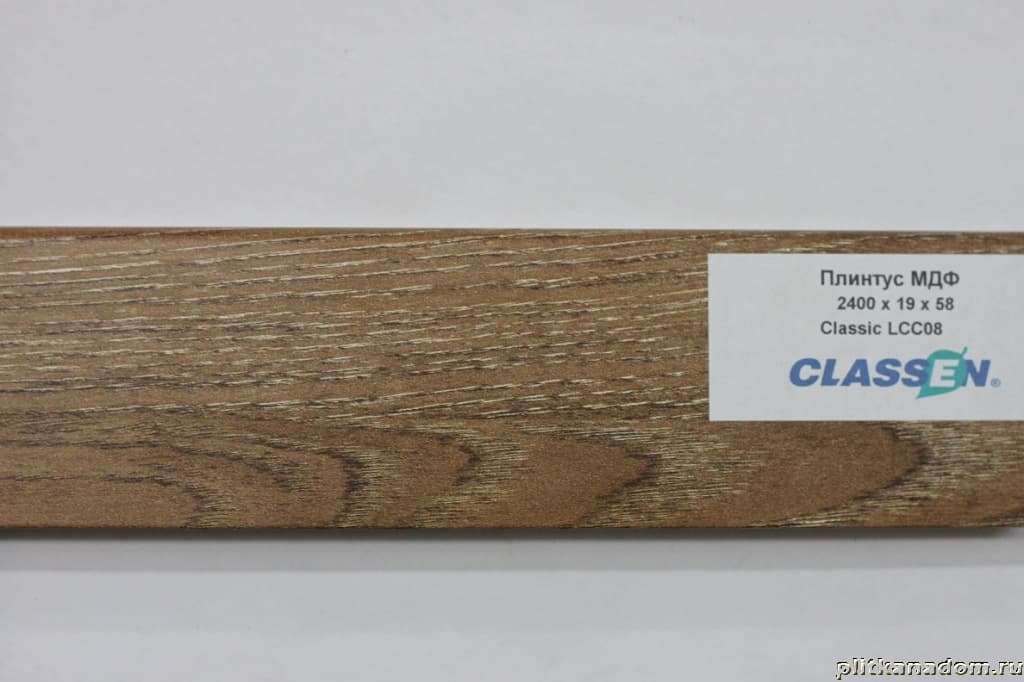 Плинтус МДФ
2400 x 19 x 58
Classic LCC08
CLASSEN®
plitkanadom.ru